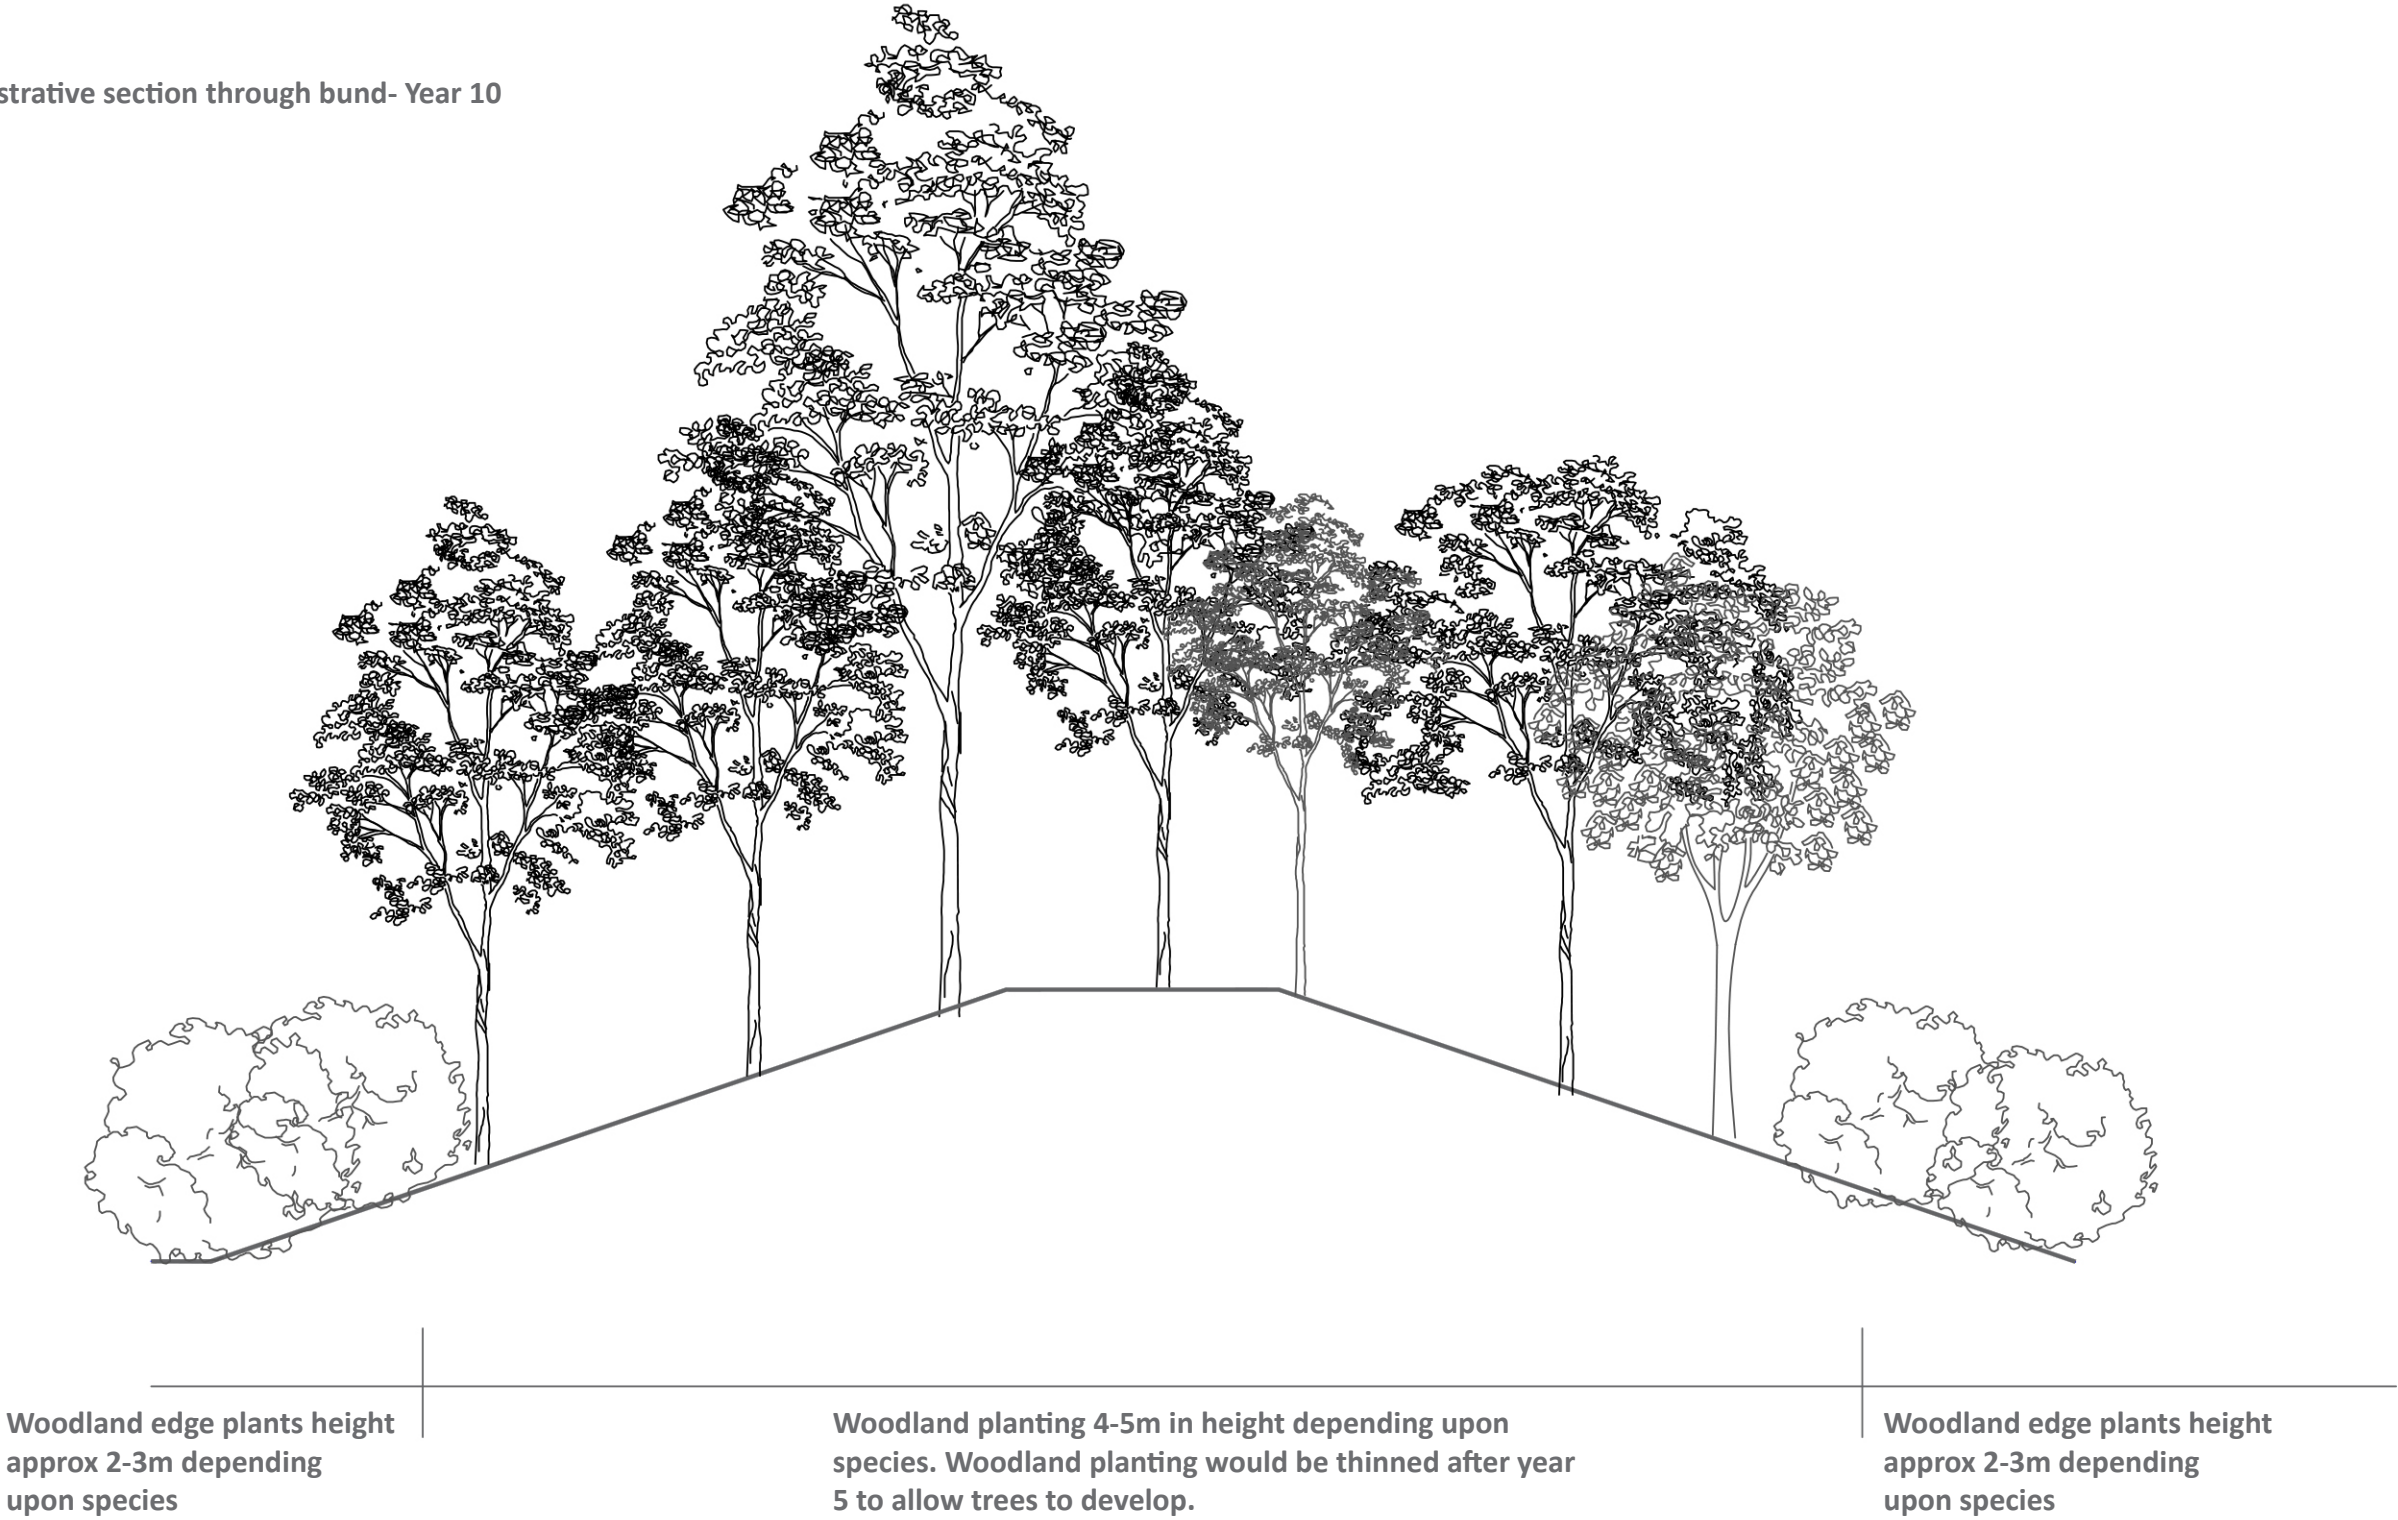 strative section through bund- Year 10
Woodland edge plants height
approx 2-3m depending
upon species
Woodland planting 4-5m in height depending upon
species. Woodland planting would be thinned after year
5 to allow trees to develop.
Woodland edge plants height
approx 2-3m depending
upon species